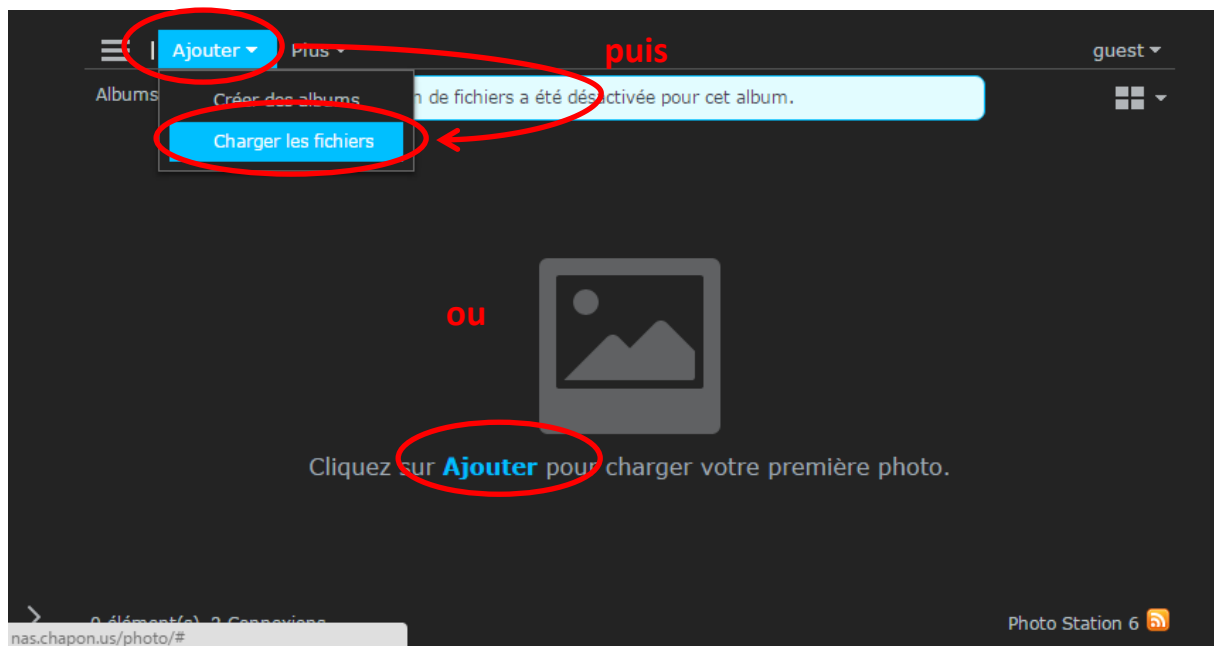 Ajouter Plus puis guest
Albums Créer des albums de fichiers a été désactivée pour cet album.
Charger les fichiers
ou
Cliquez sur Ajouter pour charger votre première photo.
0 élément(s), 2 Connexions Photo Station 6
nas.chapon.us/photo/#